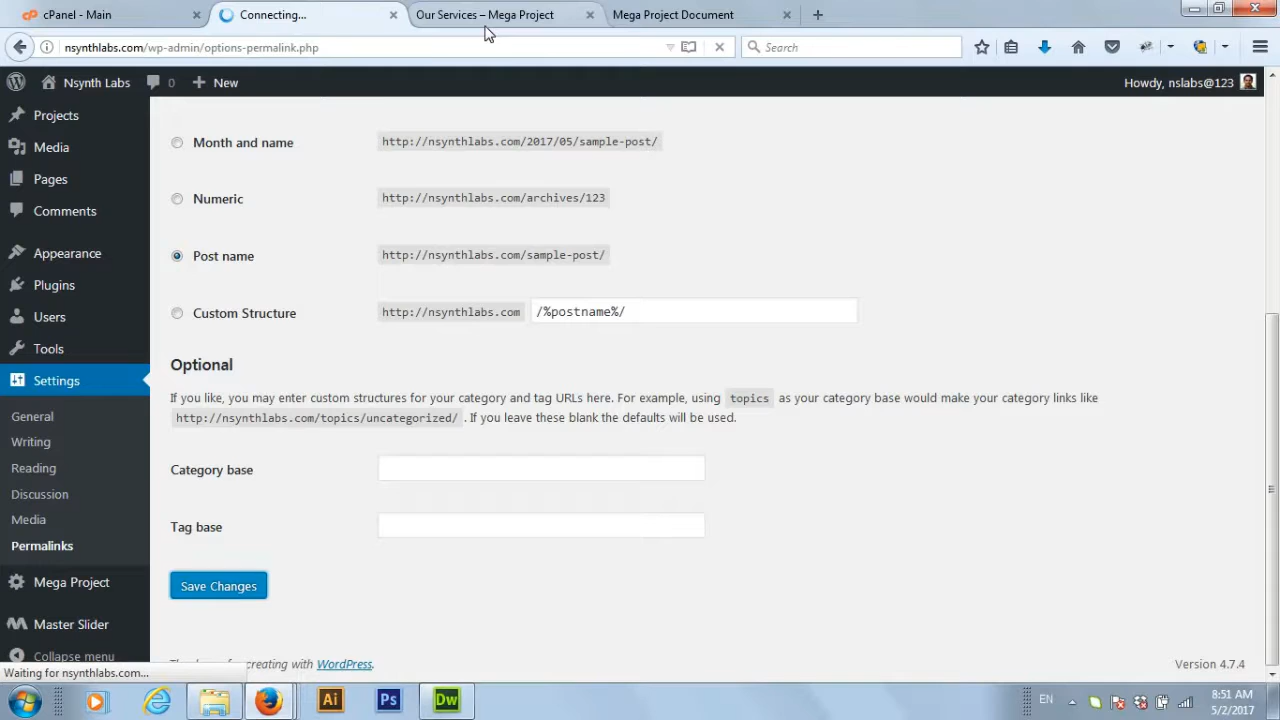 cPanel - Main
Connecting...
Our Services – Mega Project
Mega Project Document
nsynthlabs.com/wp-admin/options-permalink.php
Search
Nsynth Labs
0
New
Howdy, nslabs@123
Projects
Media
Pages
Comments
Appearance
Plugins
Users
Tools
Settings
General
Writing
Reading
Discussion
Media
Permalinks
Mega Project
Master Slider
Collapse menu
Month and name
http://nsynthlabs.com/2017/05/sample-post/
Numeric
http://nsynthlabs.com/archives/123
Post name
http://nsynthlabs.com/sample-post/
Custom Structure
http://nsynthlabs.com
/%postname%/
Optional
If you like, you may enter custom structures for your category and tag URLs here. For example, using topics as your category base would make your category links like
http://nsynthlabs.com/topics/uncategorized/ . If you leave these blank the defaults will be used.
Category base
Tag base
Save Changes
creating with WordPress.
Version 4.7.4
Waiting for nsynthlabs.com...
Ai
Ps
Dw
EN
8:51 AM
5/2/2017